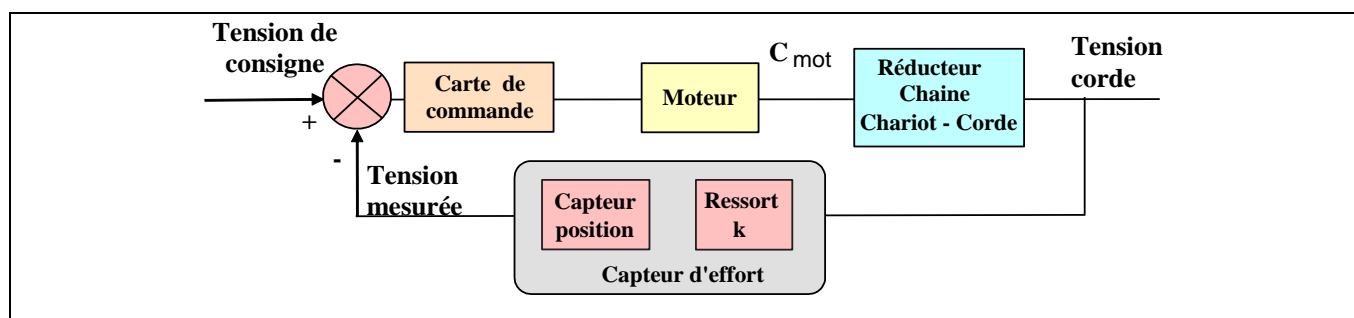 Tension de
consigne
+
-
Carte de
commande
Moteur
C mot
Réducteur
Chaine
Chariot - Corde
Tension
corde
Tension
mesurée
Capteur
position
Ressort
k
Capteur d'effort